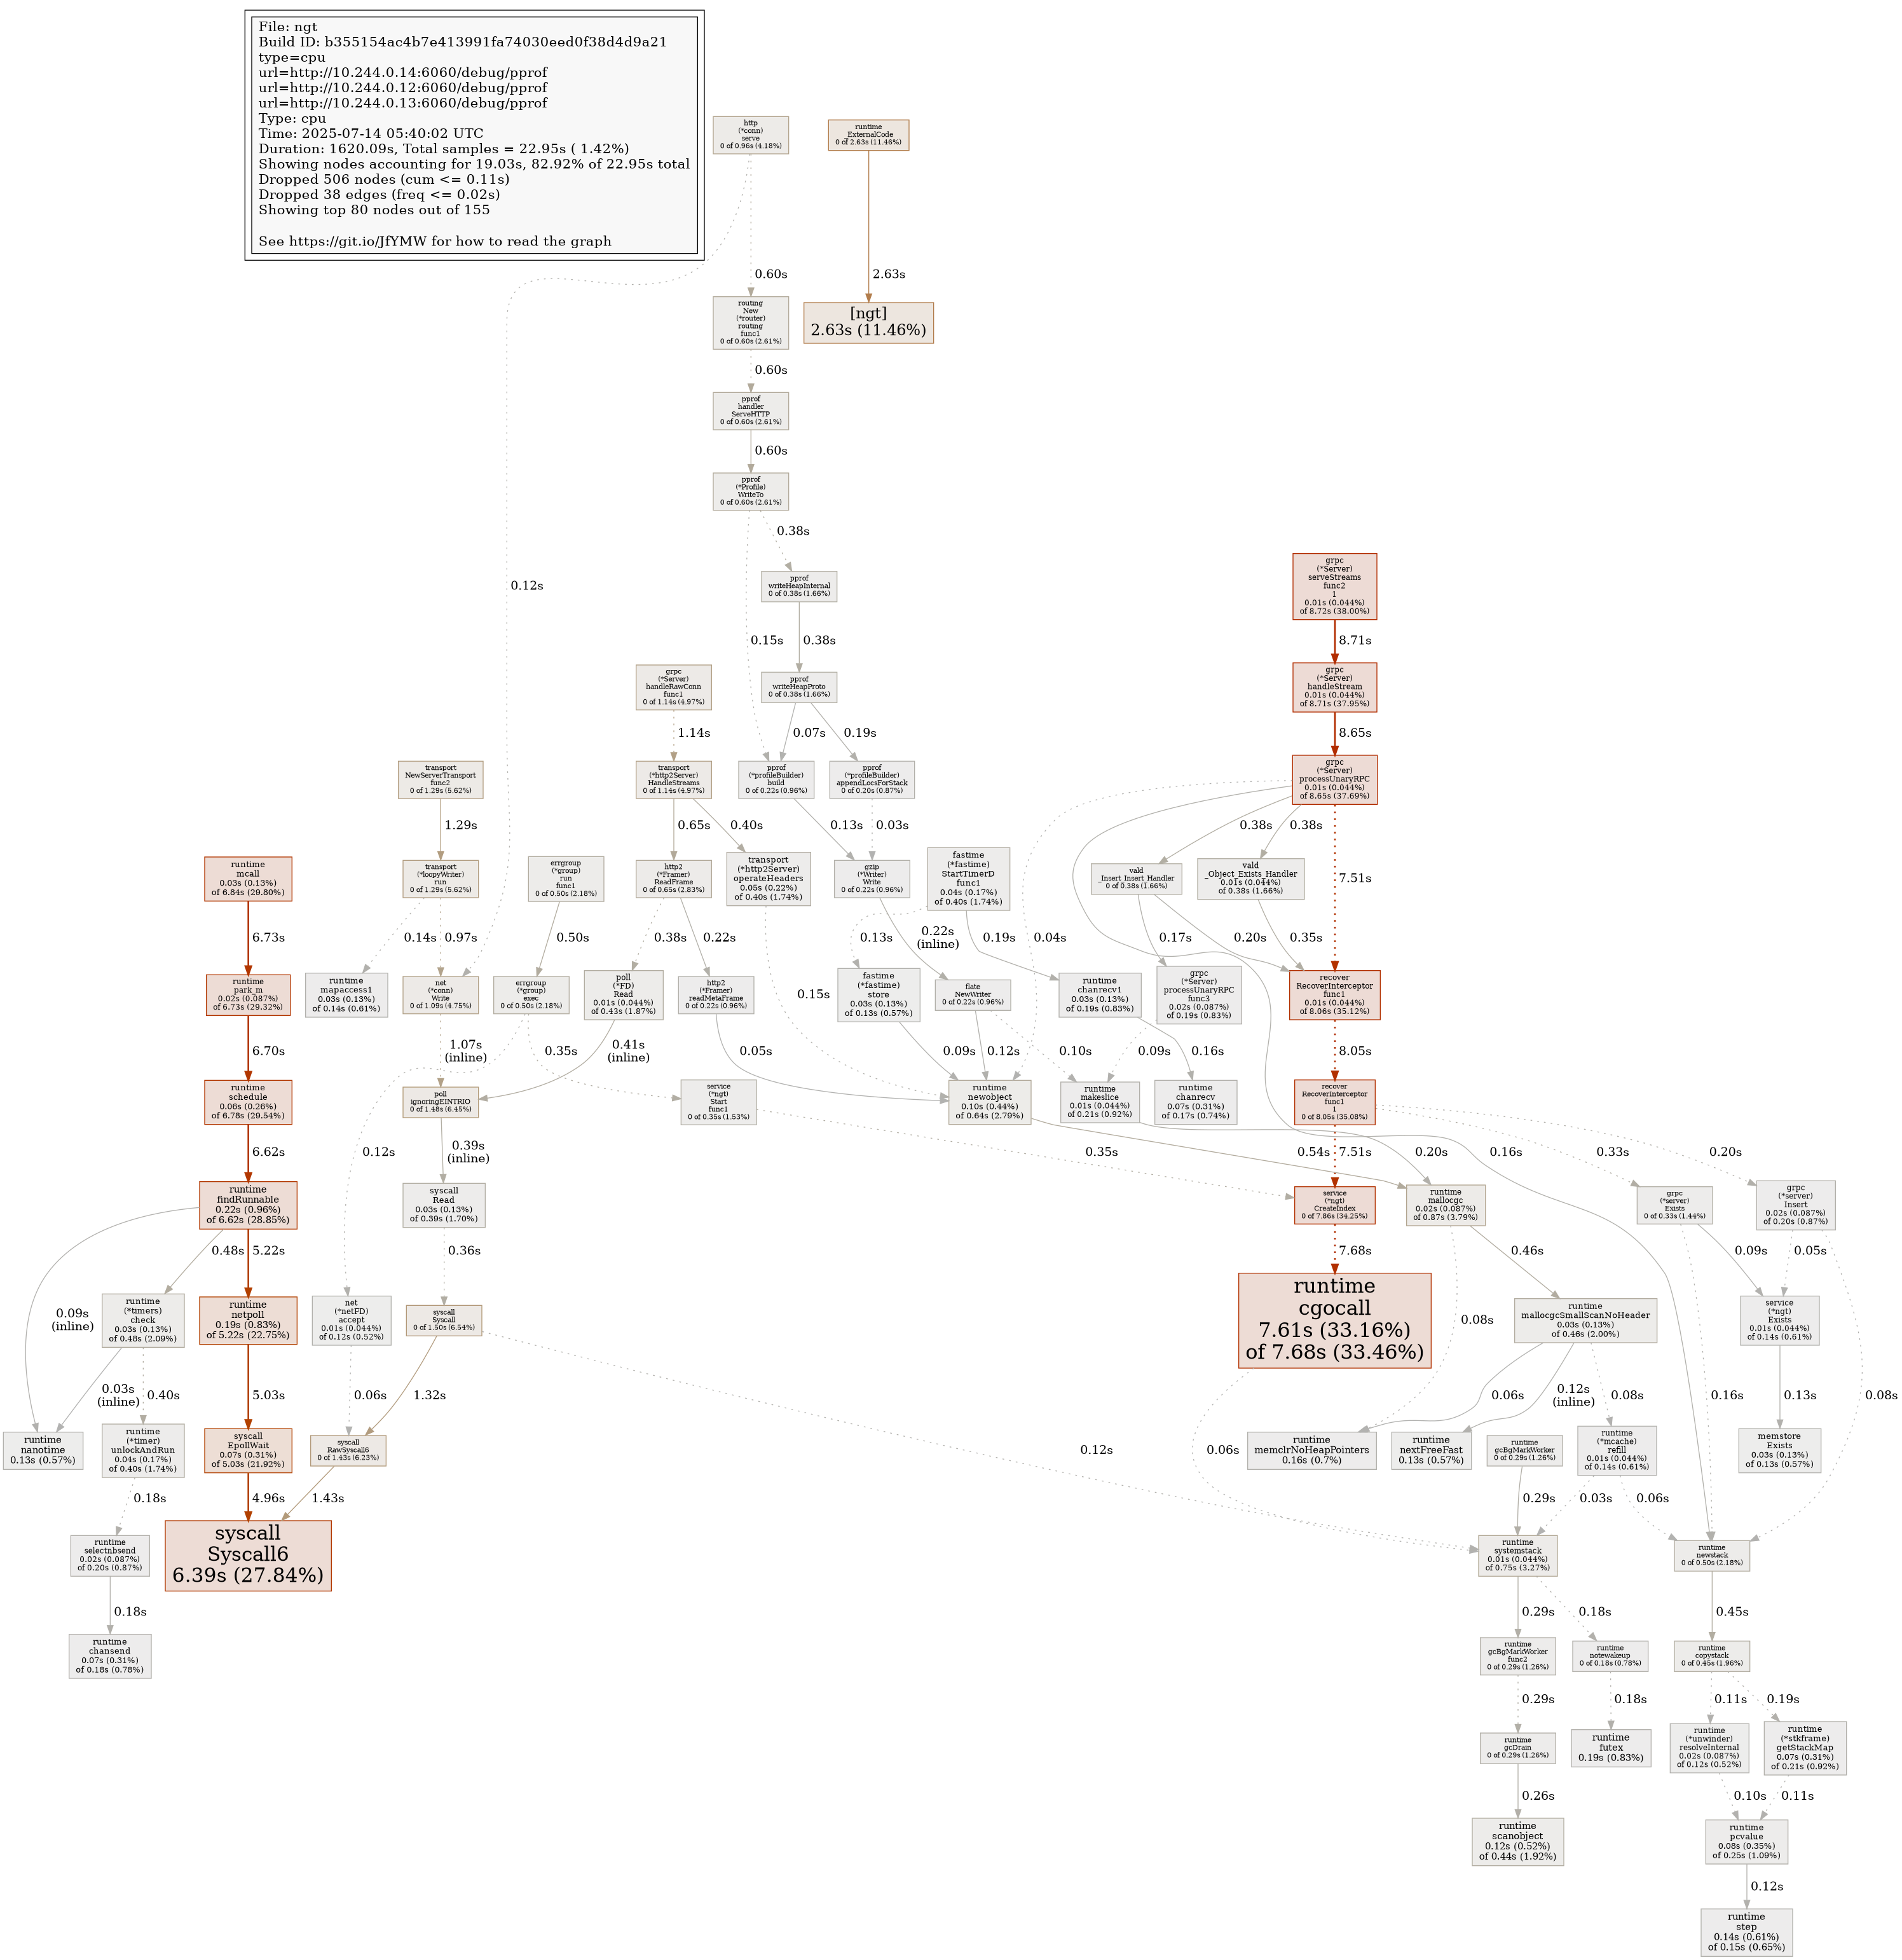 File: ngt
Build ID: b355154ac4b7e413991fa74030eed0f38d4d9a21
type=cpu
url=http://10.244.0.14:6060/debug/pprof
url=http://10.244.0.12:6060/debug/pprof
url=http://10.244.0.13:6060/debug/pprof
Type: cpu
Time: 2025-07-14 05:40:02 UTC
Duration: 1620.09s, Total samples = 22.95s ( 1.42%)
Showing nodes accounting for 19.03s, 82.92% of 22.95s total
Dropped 506 nodes (cum <= 0.11s)
Dropped 38 edges (freq <= 0.02s)
Showing top 80 nodes out of 155
See https://git.io/JfYMW for how to read the graph
http
(*conn)
serve
0 of 0.96s (4.18%)
runtime
_ExternalCode
0 of 2.63s (11.46%)
0.60s
2.63s
routing
New
(*router)
routing
func1
0 of 0.60s (2.61%)
[ngt]
2.63s (11.46%)
0.60s
pprof
handler
ServeHTTP
0 of 0.60s (2.61%)
0.60s
pprof
(*Profile)
WriteTo
0 of 0.60s (2.61%)
0.38s
0.12s
pprof
writeHeapInternal
0 of 0.38s (1.66%)
grpc
(*Server)
serveStreams
func2
1
0.01s (0.044%)
of 8.72s (38.00%)
0.15s
0.38s
8.71s
grpc
(*Server)
handleRawConn
func1
0 of 1.14s (4.97%)
pprof
writeHeapProto
0 of 0.38s (1.66%)
grpc
(*Server)
handleStream
0.01s (0.044%)
of 8.71s (37.95%)
1.14s
0.07s
0.19s
8.65s
transport
NewServerTransport
func2
0 of 1.29s (5.62%)
transport
(*http2Server)
HandleStreams
0 of 1.14s (4.97%)
pprof
(*profileBuilder)
build
0 of 0.22s (0.96%)
pprof
(*profileBuilder)
appendLocsForStack
0 of 0.20s (0.87%)
grpc
(*Server)
processUnaryRPC
0.01s (0.044%)
of 8.65s (37.69%)
1.29s
0.65s
0.40s
0.13s
0.03s
0.38s
0.38s
runtime
mcall
0.03s (0.13%)
of 6.84s (29.80%)
transport
(*loopyWriter)
run
0 of 1.29s (5.62%)
errgroup
(*group)
run
func1
0 of 0.50s (2.18%)
http2
(*Framer)
ReadFrame
0 of 0.65s (2.83%)
transport
(*http2Server)
operateHeaders
0.05s (0.22%)
of 0.40s (1.74%)
gzip
(*Writer)
Write
0 of 0.22s (0.96%)
fastime
(*fastime)
StartTimerD
func1
0.04s (0.17%)
of 0.40s (1.74%)
vald
_Insert_Insert_Handler
0 of 0.38s (1.66%)
vald
_Object_Exists_Handler
0.01s (0.044%)
of 0.38s (1.66%)
7.51s
6.73s
0.14s
0.97s
0.50s
0.38s
0.22s
0.22s
(inline)
0.13s
0.19s
0.04s
0.17s
0.20s
0.35s
runtime
park_m
0.02s (0.087%)
of 6.73s (29.32%)
runtime
mapaccess1
0.03s (0.13%)
of 0.14s (0.61%)
net
(*conn)
Write
0 of 1.09s (4.75%)
errgroup
(*group)
exec
0 of 0.50s (2.18%)
poll
(*FD)
Read
0.01s (0.044%)
of 0.43s (1.87%)
http2
(*Framer)
readMetaFrame
0 of 0.22s (0.96%)
0.15s
fastime
(*fastime)
store
0.03s (0.13%)
of 0.13s (0.57%)
flate
NewWriter
0 of 0.22s (0.96%)
runtime
chanrecv1
0.03s (0.13%)
of 0.19s (0.83%)
grpc
(*Server)
processUnaryRPC
func3
0.02s (0.087%)
of 0.19s (0.83%)
recover
RecoverInterceptor
func1
0.01s (0.044%)
of 8.06s (35.12%)
6.70s
1.07s
(inline)
0.35s
0.41s
(inline)
0.05s
0.09s
0.12s
0.10s
0.09s
0.16s
8.05s
runtime
schedule
0.06s (0.26%)
of 6.78s (29.54%)
poll
ignoringEINTRIO
0 of 1.48s (6.45%)
service
(*ngt)
Start
func1
0 of 0.35s (1.53%)
runtime
newobject
0.10s (0.44%)
of 0.64s (2.79%)
runtime
makeslice
0.01s (0.044%)
of 0.21s (0.92%)
runtime
chanrecv
0.07s (0.31%)
of 0.17s (0.74%)
recover
RecoverInterceptor
func1
1
0 of 8.05s (35.08%)
6.62s
0.12s
0.39s
(inline)
0.35s
0.54s
7.51s
0.20s
0.16s
0.33s
0.20s
runtime
findRunnable
0.22s (0.96%)
of 6.62s (28.85%)
syscall
Read
0.03s (0.13%)
of 0.39s (1.70%)
service
(*ngt)
CreateIndex
0 of 7.86s (34.25%)
runtime
mallocgc
0.02s (0.087%)
of 0.87s (3.79%)
grpc
(*server)
Exists
0 of 0.33s (1.44%)
grpc
(*server)
Insert
0.02s (0.087%)
of 0.20s (0.87%)
0.48s
5.22s
0.36s
7.68s
0.46s
0.09s
0.05s
0.09s
(inline)
runtime
(*timers)
check
0.03s (0.13%)
of 0.48s (2.09%)
runtime
netpoll
0.19s (0.83%)
of 5.22s (22.75%)
net
(*netFD)
accept
0.01s (0.044%)
of 0.12s (0.52%)
syscall
Syscall
0 of 1.50s (6.54%)
runtime
cgocall
7.61s (33.16%)
of 7.68s (33.46%)
0.08s
runtime
mallocgcSmallScanNoHeader
0.03s (0.13%)
of 0.46s (2.00%)
service
(*ngt)
Exists
0.01s (0.044%)
of 0.14s (0.61%)
0.03s
(inline)
0.40s
5.03s
0.06s
1.32s
0.12s
0.06s
0.06s
0.12s
(inline)
0.08s
0.16s
0.13s
0.08s
runtime
nanotime
0.13s (0.57%)
runtime
(*timer)
unlockAndRun
0.04s (0.17%)
of 0.40s (1.74%)
syscall
EpollWait
0.07s (0.31%)
of 5.03s (21.92%)
syscall
RawSyscall6
0 of 1.43s (6.23%)
runtime
memclrNoHeapPointers
0.16s (0.7%)
runtime
nextFreeFast
0.13s (0.57%)
runtime
gcBgMarkWorker
0 of 0.29s (1.26%)
runtime
(*mcache)
refill
0.01s (0.044%)
of 0.14s (0.61%)
memstore
Exists
0.03s (0.13%)
of 0.13s (0.57%)
0.18s
4.96s
1.43s
0.29s
0.03s
0.06s
runtime
selectnbsend
0.02s (0.087%)
of 0.20s (0.87%)
syscall
Syscall6
6.39s (27.84%)
runtime
systemstack
0.01s (0.044%)
of 0.75s (3.27%)
runtime
newstack
0 of 0.50s (2.18%)
0.18s
0.29s
0.18s
0.45s
runtime
chansend
0.07s (0.31%)
of 0.18s (0.78%)
runtime
gcBgMarkWorker
func2
0 of 0.29s (1.26%)
runtime
notewakeup
0 of 0.18s (0.78%)
runtime
copystack
0 of 0.45s (1.96%)
0.29s
0.18s
0.11s
0.19s
runtime
gcDrain
0 of 0.29s (1.26%)
runtime
futex
0.19s (0.83%)
runtime
(*unwinder)
resolveInternal
0.02s (0.087%)
of 0.12s (0.52%)
runtime
(*stkframe)
getStackMap
0.07s (0.31%)
of 0.21s (0.92%)
0.26s
0.10s
0.11s
runtime
scanobject
0.12s (0.52%)
of 0.44s (1.92%)
runtime
pcvalue
0.08s (0.35%)
of 0.25s (1.09%)
0.12s
runtime
step
0.14s (0.61%)
of 0.15s (0.65%)